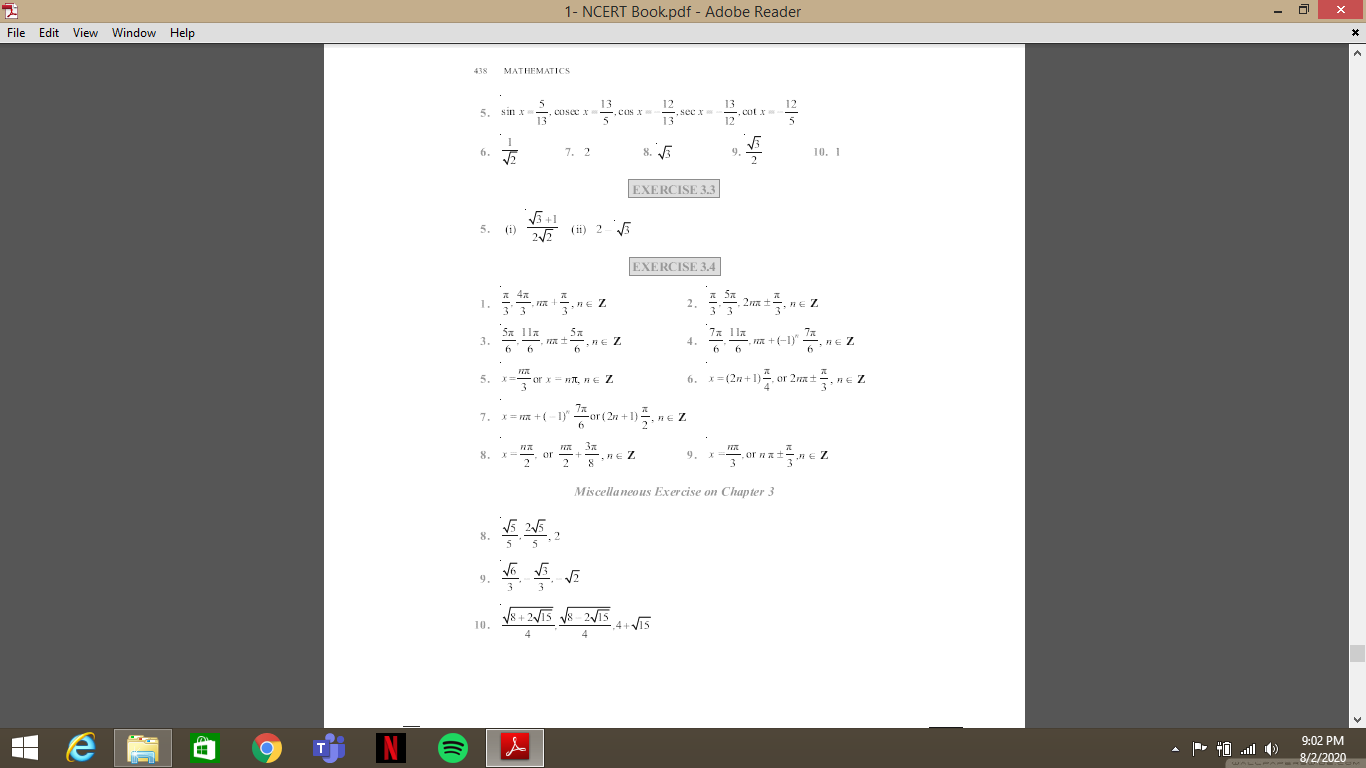 1- NCERT Book.pdf - Adobe Reader
File Edit View Window Help
438 MATHEMATICS
5. sin x = 5/13, cosec x = 13/5, cos x = −12/13, sec x = −13/12, cot x = −12/5
6. 1/√2 7. 2 8. √3 9. √3/2 10. 1
EXERCISE 3.3
5. (i) (√3+1)/(2√2) (ii) 2 – √3
EXERCISE 3.4
1. π/3, 4π/3, nπ + π/3, n ∈ Z 2. π/3, 5π/3, 2nπ ± π/3, n ∈ Z
3. 5π/6, 11π/6, nπ ± 5π/6, n ∈ Z 4. 7π/6, 11π/6, nπ + (–1)ⁿ 7π/6, n ∈ Z
5. x = nπ/3 or x = nπ, n ∈ Z 6. x = (2n+1) π/4, or 2nπ ± π/3, n ∈ Z
7. x = nπ + (–1)ⁿ 7π/6 or (2n+1) π/2, n ∈ Z
8. x = nπ/2, or nπ/2 + 3π/8, n ∈ Z 9. x = nπ/3, or nπ ± π/3, n ∈ Z
Miscellaneous Exercise on Chapter 3
8. √5/5, 2√5/5, 2
9. √6/3, –√3/3, –√2
10. √(8+2√15)/4, √(8–2√15)/4, 4+√15
9:02 PM
8/2/2020